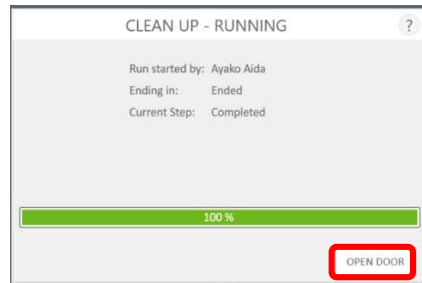 CLEAN UP - RUNNING ?
Run started by: Ayako Aida
Ending in: Ended
Current Step: Completed
100 %
OPEN DOOR